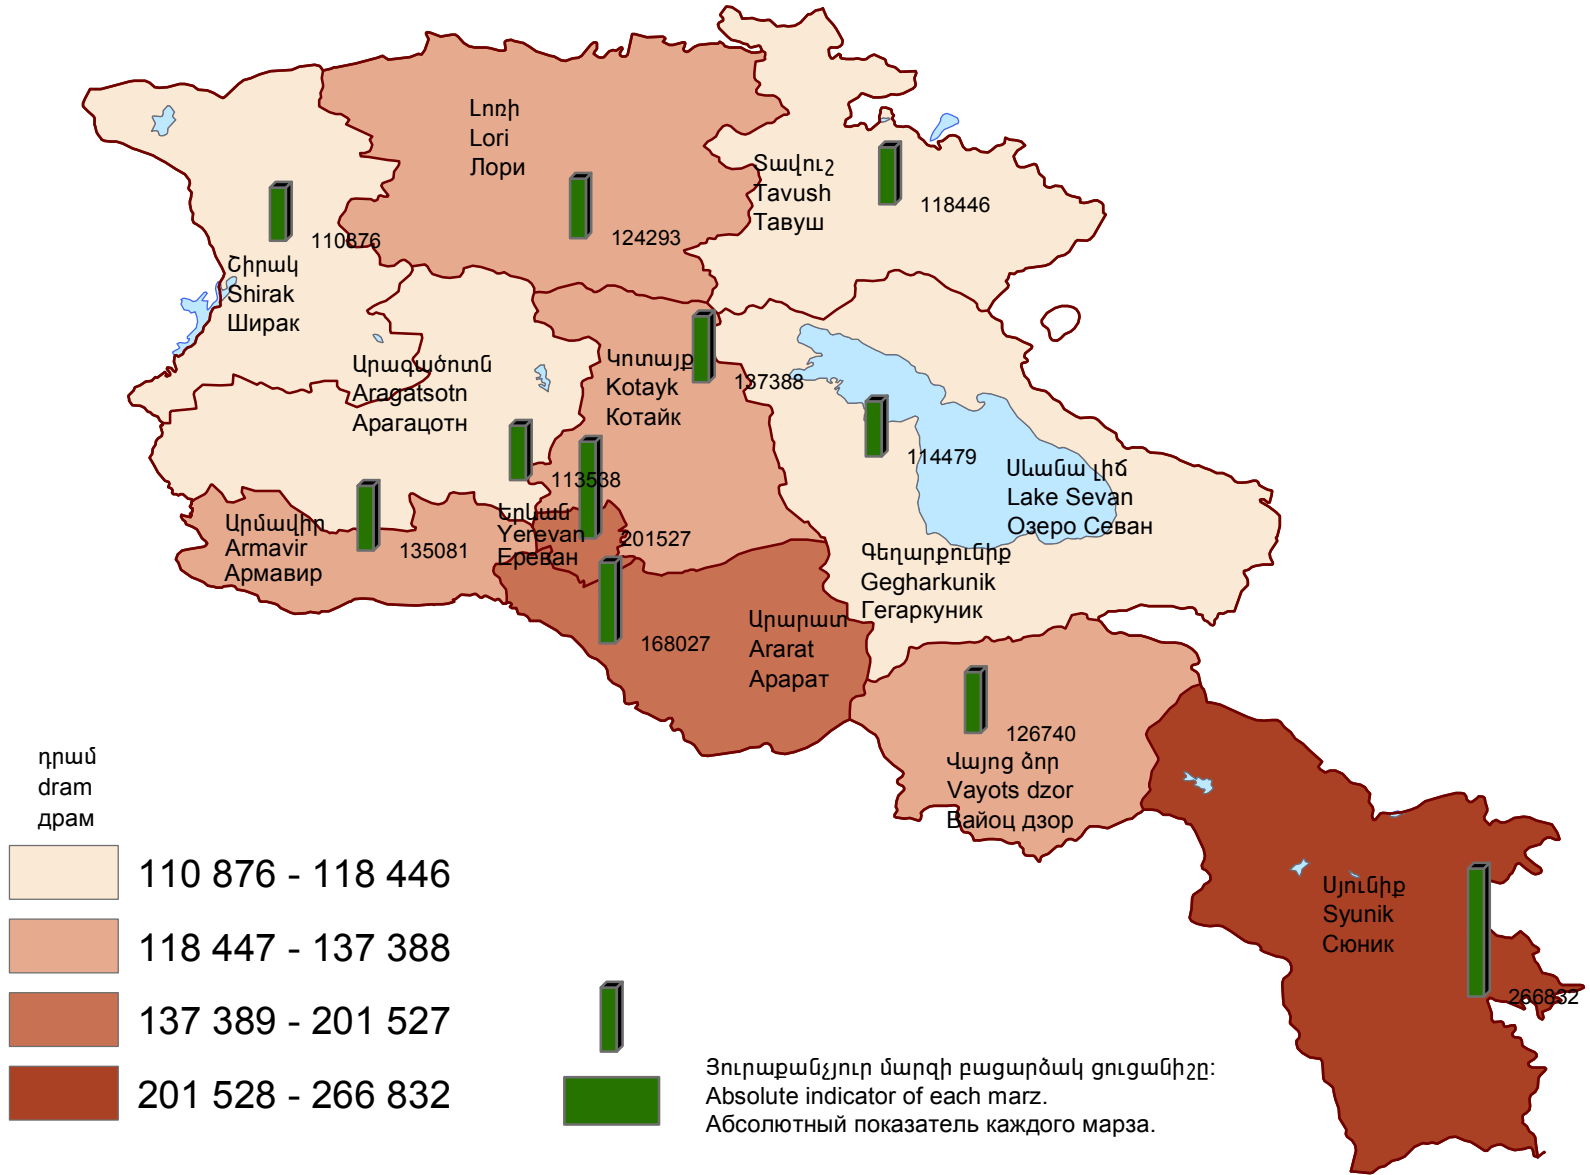 Լոռի
Lori
Лори
124293
Տավուշ
Tavush
Тавуш
118446
110876
Շիրակ
Shirak
Ширак
Արագածոտն
Aragatsotn
Арагацотн
113538
Կոտայք
Kotayk
Котайк
137388
114479
Սևանա լիճ
Lake Sevan
Озеро Севан
Գեղարքունիք
Gegharkunik
Гегаркуник
Արմավիր
Armavir
Армавир
135081
Երևան
Yerevan
Ереван
201527
168027
Արարատ
Ararat
Арарат
126740
Վայոց ձոր
Vayots dzor
Вайоц дзор
Սյունիք
Syunik
Сюник
266832
դրամ
dram
драм
110 876 - 118 446
118 447 - 137 388
137 389 - 201 527
201 528 - 266 832
Յուրաքանչյուր մարզի բացարձակ ցուցանիշը:
Absolute indicator of each marz.
Абсолютный показатель каждого марза.